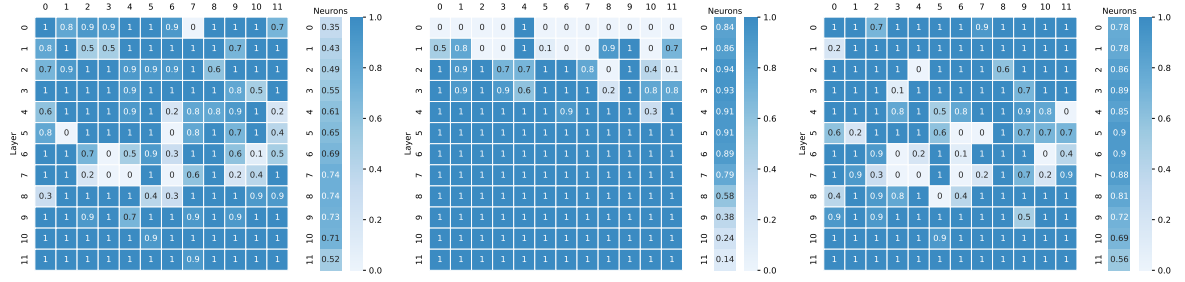 0 1 2 3 4 5 6 7 8 9 10 11
Neurons
0 1 0.8 0.9 0.9 1 1 1 0 1 1 1 0.7 0.35 1.0
1 0.8 1 0.5 0.5 1 1 1 1 1 0.7 1 1 0.43
2 0.7 0.9 1 1 0.9 0.9 0.9 1 0.6 1 1 1 0.49 0.8
3 1 1 1 1 0.9 1 1 1 1 0.8 0.5 1 0.55
4 0.6 1 1 1 0.9 1 0.2 0.8 0.8 0.9 1 0.2 0.61 0.6
5 0.8 0 1 1 1 1 0 0.8 1 0.7 1 0.4 0.65
Layer
6 1 1 0.7 0 0.5 0.9 0.3 1 1 0.6 0.1 0.5 0.69
7 1 1 0.2 0 0 1 1 0.6 1 0.2 0.4 1 0.74 0.4
8 0.3 1 1 1 1 0.4 0.3 1 1 1 0.9 0.9 0.74
9 1 1 0.9 1 0.7 1 1 0.9 1 0.9 1 1 0.73 0.2
10 1 1 1 1 1 0.9 1 1 1 1 1 1 0.71
11 1 1 1 1 1 1 1 0.9 1 1 1 1 0.52 0.0
0 1 2 3 4 5 6 7 8 9 10 11
Neurons
0 0 0 0 0 1 0 0 0 0 0 0 0 0.84 1.0
1 0.5 0.8 0 0 1 0.1 0 0 0.9 1 0 0.7 0.86
2 1 0.9 1 0.7 0.7 1 1 0.8 0 1 0.4 0.1 0.94 0.8
3 1 0.9 1 0.9 0.6 1 1 1 0.2 1 0.8 0.8 0.93
4 1 1 1 1 1 1 0.9 1 1 1 0.3 1 0.91 0.6
5 1 1 1 1 1 1 1 1 1 1 1 1 0.91
Layer
6 1 1 1 1 1 1 1 1 1 1 1 1 0.89
7 1 1 1 1 1 1 1 1 1 1 1 1 0.79 0.4
8 1 1 1 1 1 1 1 1 1 1 1 1 0.58
9 1 1 1 1 1 1 1 1 1 1 1 1 0.38 0.2
10 1 1 1 1 1 1 1 1 1 1 1 1 0.24
11 1 1 1 1 1 1 1 1 1 1 1 1 0.14 0.0
0 1 2 3 4 5 6 7 8 9 10 11
Neurons
0 1 1 0.7 1 1 1 1 0.9 1 1 1 1 0.78 1.0
1 0.2 1 1 1 1 1 1 1 1 1 1 1 0.78
2 1 1 1 1 0 1 1 1 0.6 1 1 1 0.86 0.8
3 1 1 1 0.1 1 1 1 1 1 0.7 1 1 0.89
4 1 1 1 0.8 1 0.5 0.8 1 1 0.9 0.8 0 0.85 0.6
5 0.6 0.2 1 1 1 0.6 0 0 1 0.7 0.7 0.7 0.9
Layer
6 1 1 0.9 0 0.2 1 0.1 1 1 1 0 0.4 0.9
7 1 0.9 0.3 0 0 1 0 0.2 1 0.7 0.2 0.9 0.88 0.4
8 0.4 1 0.9 0.8 1 0 0.4 1 1 1 1 1 0.81
9 0.9 1 0.9 1 1 1 1 1 1 0.5 1 1 0.72 0.2
10 1 1 1 1 1 1 1 1 1 1 1 1 0.69
11 1 1 1 1 1 0.9 1 1 1 1 1 1 0.56 0.0